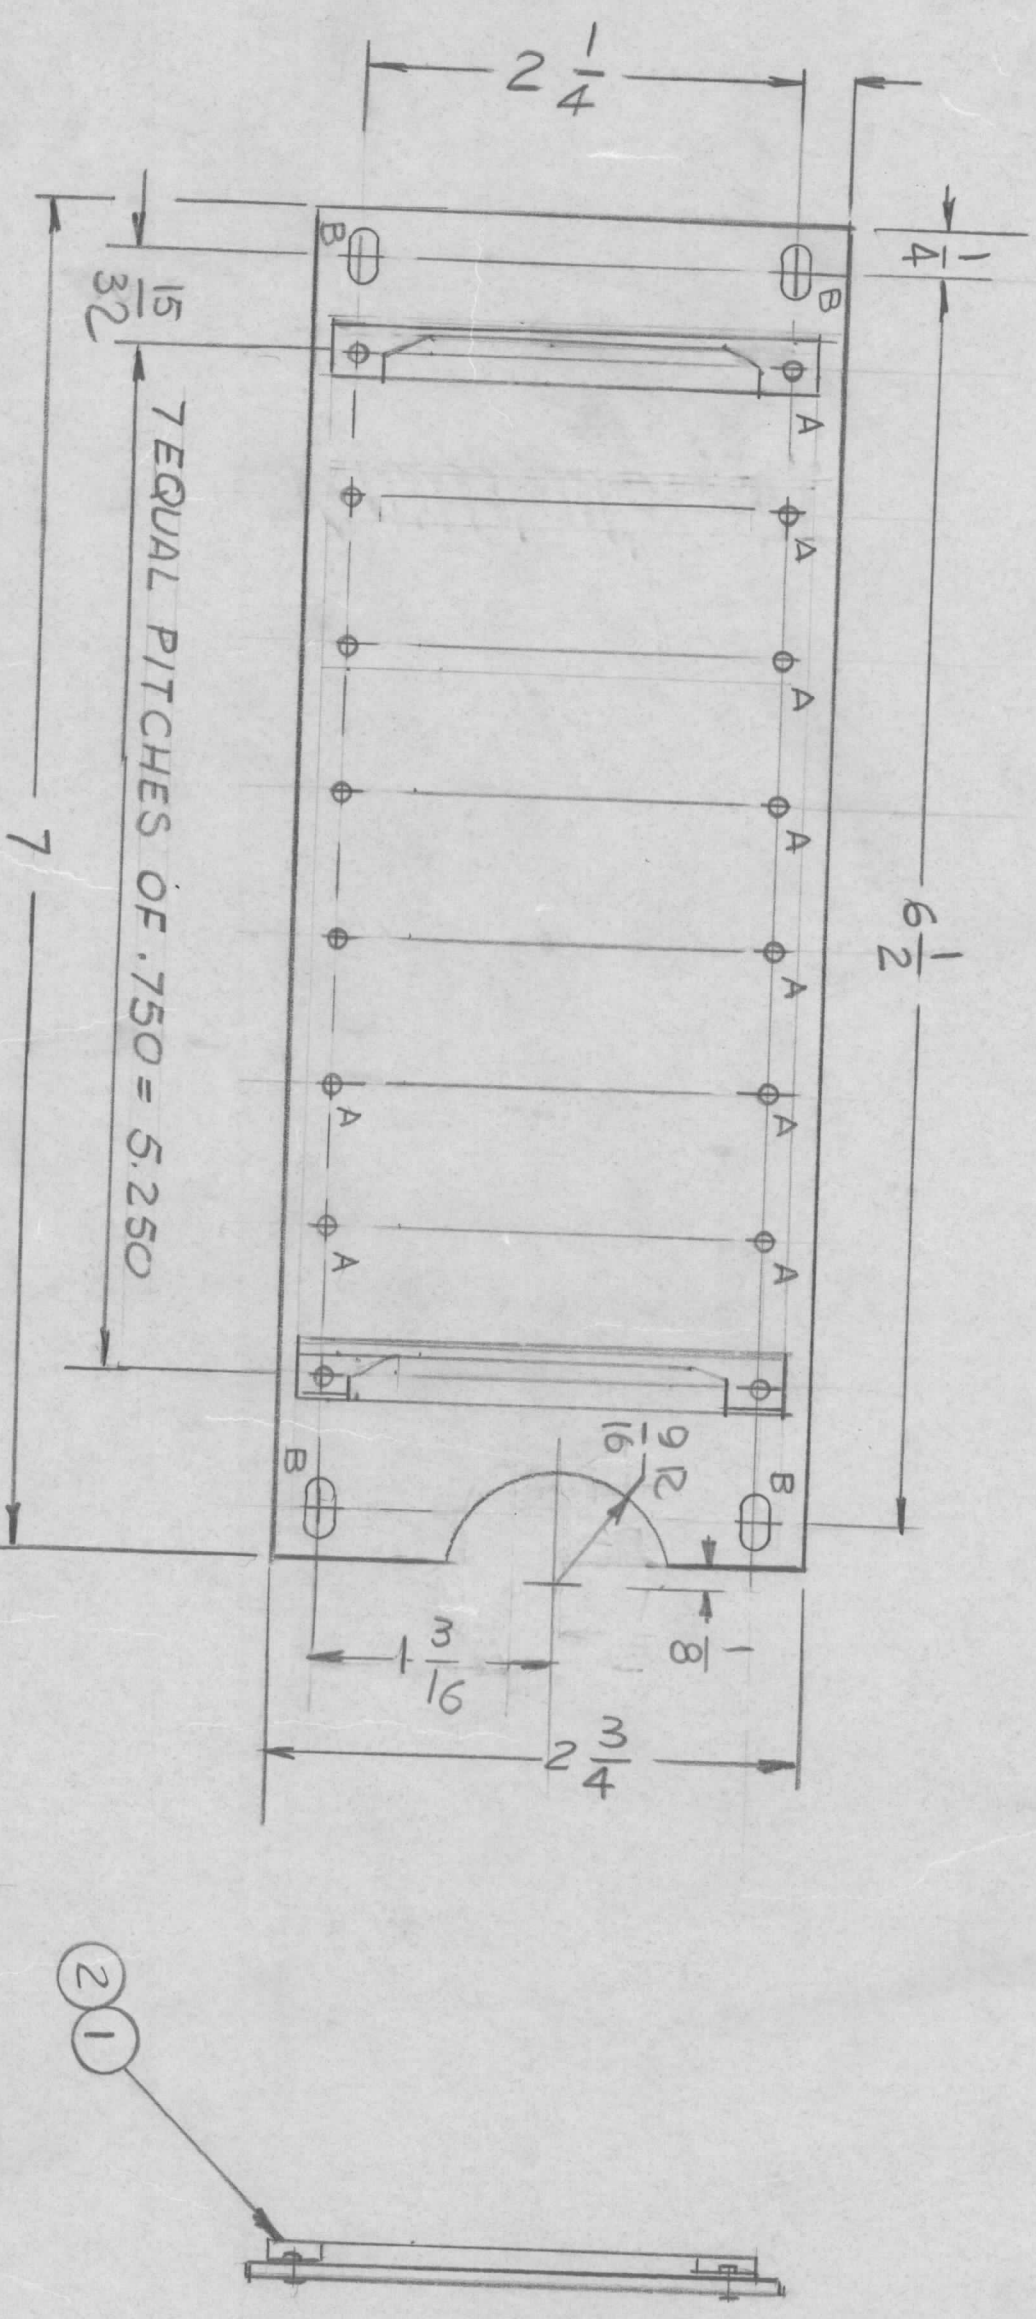 2 1/4
1/4
B
B
15/32
A
7 EQUAL PITCHES OF .750 = 5.250
A
A
A
6 1/2
7
A
A
A
A
A
9/16 R
B
B
1/8
1 3/16
2 3/4
2
1